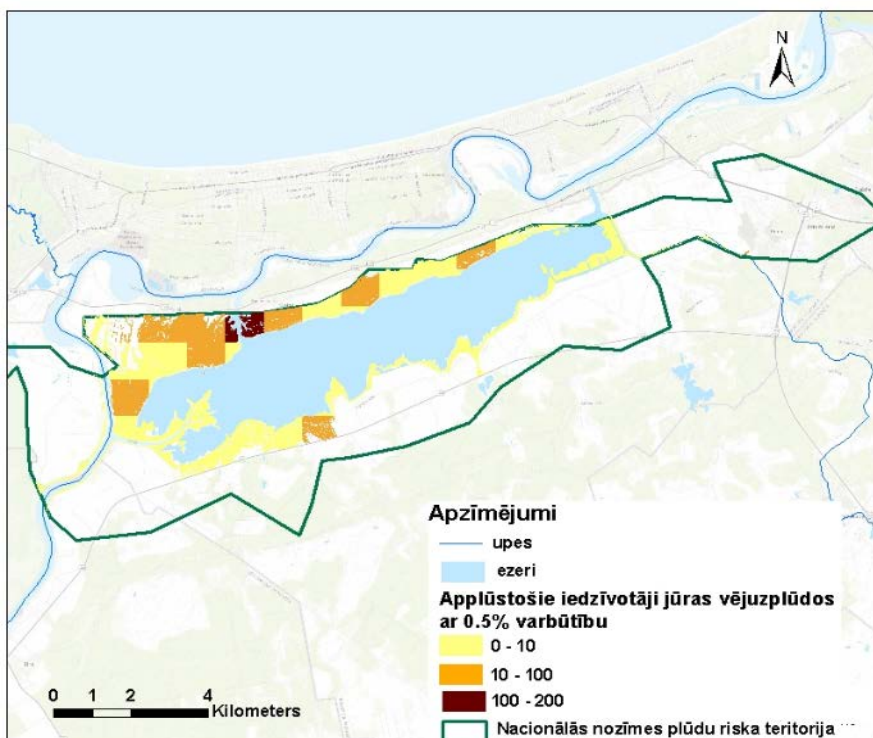 N
Apzīmējumi
upes
ezeri
Applūstošie iedzīvotāji jūras vējuzplūdos
ar 0.5% varbūtību
0 - 10
10 - 100
100 - 200
Nacionālās nozīmes plūdu riska teritorija
0 1 2 4
Kilometers